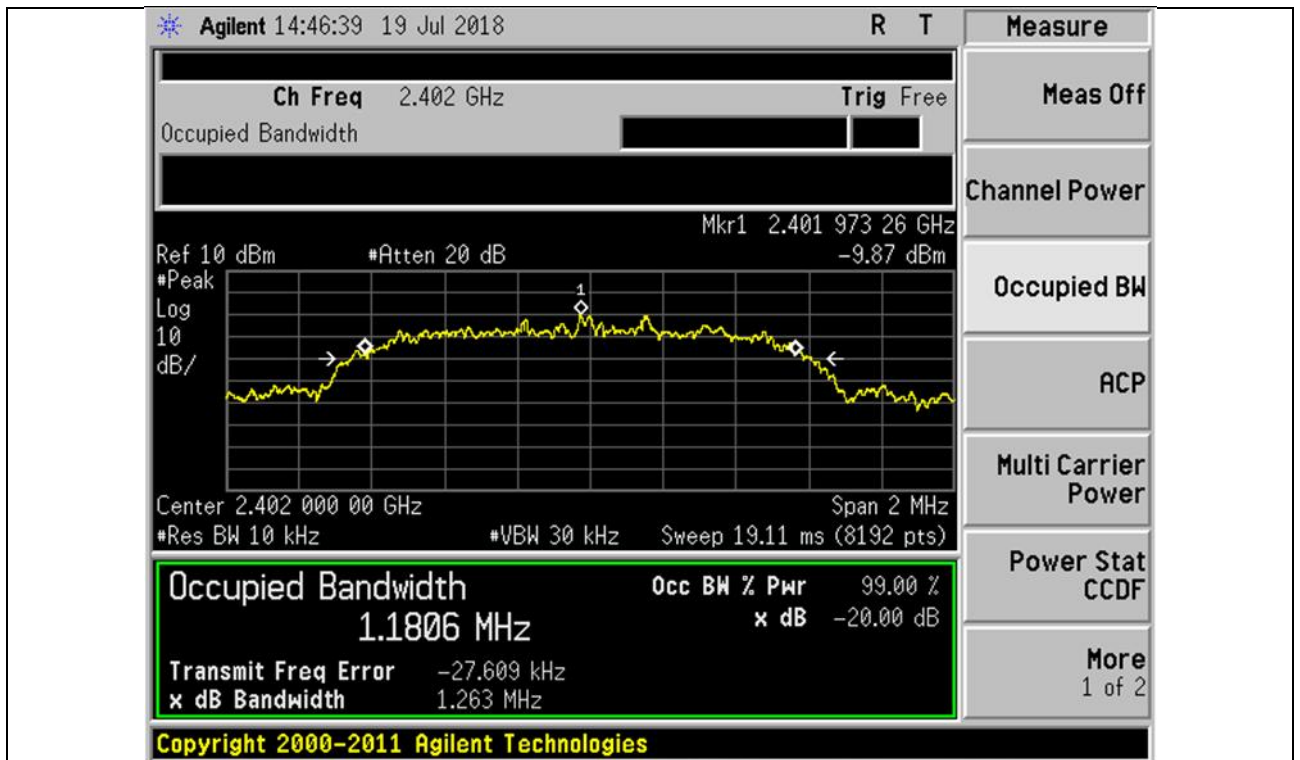 Agilent 14:46:39 19 Jul 2018 R T
Measure
Ch Freq 2.402 GHz Trig Free
Occupied Bandwidth
Meas Off
Channel Power
Occupied BW
ACP
Multi Carrier
Power
Power Stat
CCDF
More
1 of 2
Mkr1 2.401 973 26 GHz
Ref 10 dBm #Atten 20 dB -9.87 dBm
#Peak
Log
10
dB/
1
Center 2.402 000 00 GHz Span 2 MHz
#Res BW 10 kHz #VBW 30 kHz Sweep 19.11 ms (8192 pts)
Occupied Bandwidth Occ BW % Pwr 99.00 %
1.1806 MHz x dB -20.00 dB
Transmit Freq Error -27.609 kHz
x dB Bandwidth 1.263 MHz
Copyright 2000-2011 Agilent Technologies